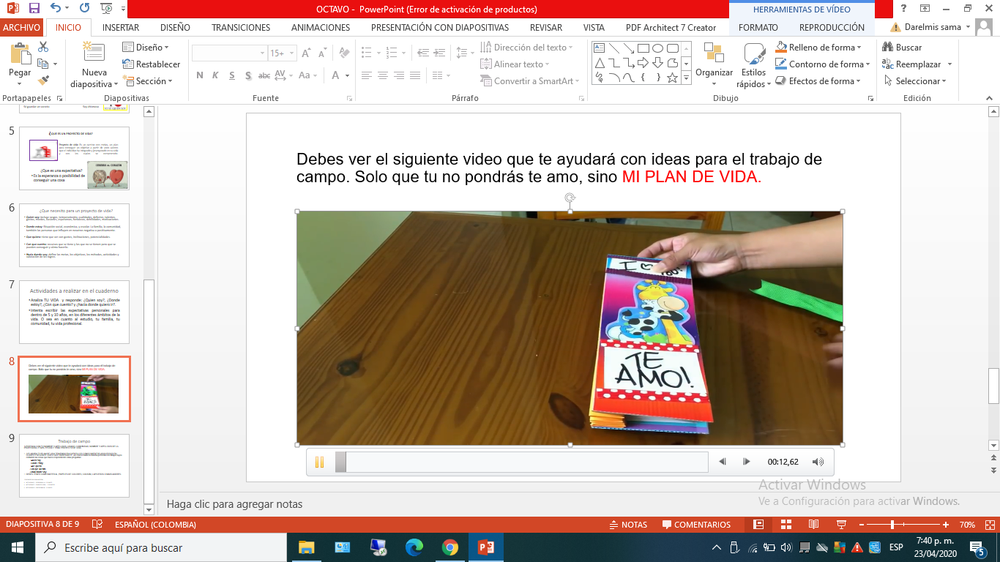 OCTAVO - PowerPoint (Error de activación de productos)
HERRAMIENTAS DE VÍDEO
ARCHIVO INICIO INSERTAR DISEÑO TRANSICIONES ANIMACIONES PRESENTACIÓN CON DIAPOSITIVAS REVISAR VISTA PDF Architect 7 Creator FORMATO REPRODUCCIÓN Darelmis sama
Pegar
Portapapeles
Nueva diapositiva
Diseño
Restablecer
Sección
Diapositivas
15+
N K S S abc AV Aa A
Fuente
Dirección del texto
Alinear texto
Convertir a SmartArt
Párrafo
Organizar
Estilos rápidos
Relleno de forma
Contorno de forma
Efectos de forma
Dibujo
Buscar
Reemplazar
Seleccionar
Edición
5
¿QUE ES UN PROYECTO DE VIDA?
¿Que es una expectativa?
Es la esperanza o posibilidad de
conseguir una cosa
CEREBRO vs. CORAZÓN
6
¿Que necesito para un proyecto de vida?
7
Actividades a realizar en el cuaderno
Analiza TU VIDA y responde: ¿Quien soy?, ¿Donde
estoy?, ¿Con que cuento? y ¿hacia donde quiero ir?.
Intenta escribir las expectativas personales para
dentro de 5 y 10 años, en los diferentes ámbitos de la
vida. O sea en cuanto al estudio, tu familia, tu
comunidad, tu vida profesional
8
Debes ver el siguiente video que te ayudará con ideas para el trabajo de
campo. Solo que tu no pondrás te amo, sino MI PLAN DE VIDA.
9
Trabajo de campo
Debes ver el siguiente video que te ayudará con ideas para el trabajo de
campo. Solo que tu no pondrás te amo, sino MI PLAN DE VIDA.
I
TE
AMO!
00:12,62
Haga clic para agregar notas
Activar Windows
Ve a Configuración para activar Windows.
DIAPOSITIVA 8 DE 9 ESPAÑOL (COLOMBIA) NOTAS COMENTARIOS 70%
Escribe aquí para buscar
ESP
7:40 p. m.
23/04/2020
5